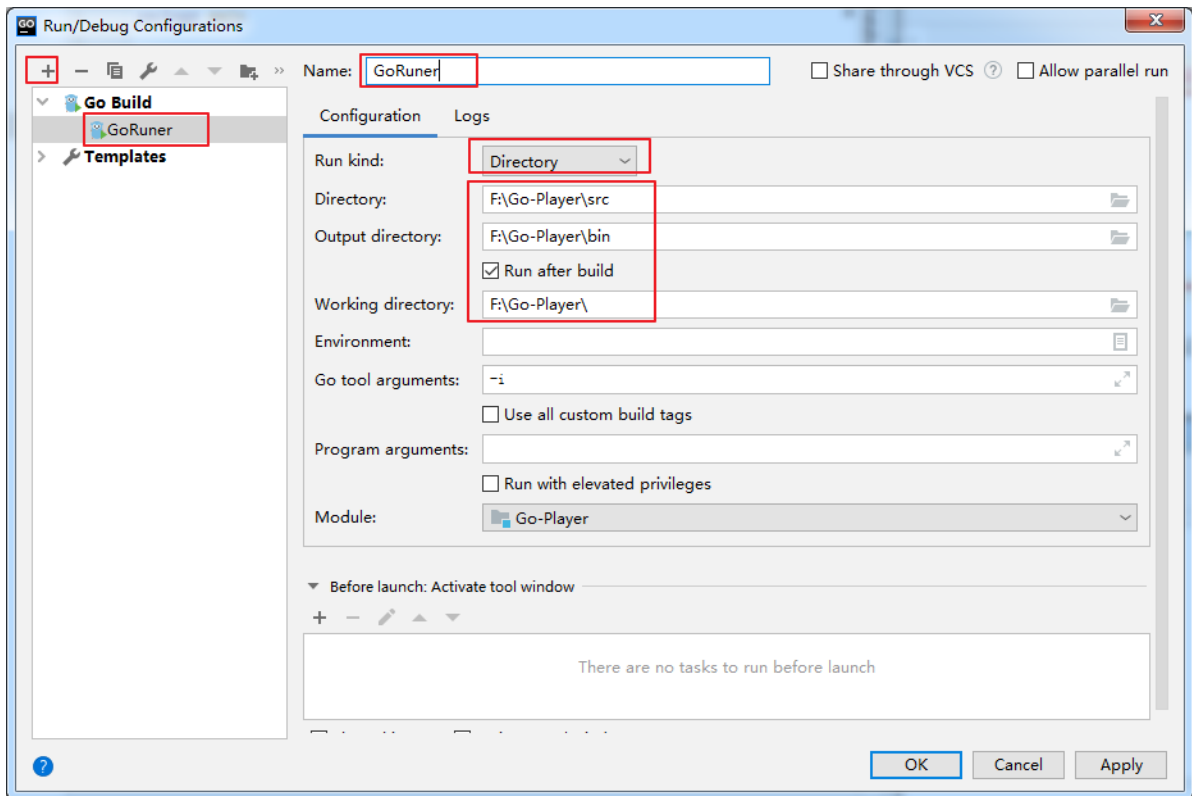 GO Run/Debug Configurations
Name: GoRuner Share through VCS ? Allow parallel run
Go Build
GoRuner
Templates
Configuration Logs
Run kind: Directory
Directory: F:\Go-Player\src
Output directory: F:\Go-Player\bin
Run after build
Working directory: F:\Go-Player\
Environment:
Go tool arguments: -i
Use all custom build tags
Program arguments:
Run with elevated privileges
Module: Go-Player
Before launch: Activate tool window
There are no tasks to run before launch
? OK Cancel Apply